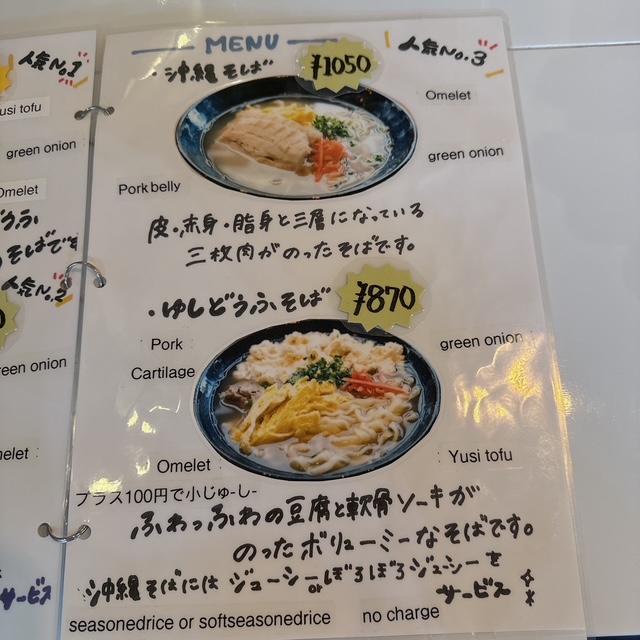 人気No.1
usi tofu
green onion
Omelet
そばです
人気No.2
サービス
MENU
人気No.3
・沖縄そば
¥1050
Omelet
green onion
Pork belly
皮・赤身・脂身と三層になっている
三枚肉がのったそばです。
・ゆしどうふそば
¥870
Pork
Cartilage
green onion
Omelet
Yusi tofu
プラス100円で小じゅーしー
ふわっふわの豆腐と軟骨ソーキが
のったボリューミーなそばです。
沖縄そばには ジューシー or ぼろぼろジューシーを
サービス
seasonedrice or softseasonedrice no charge